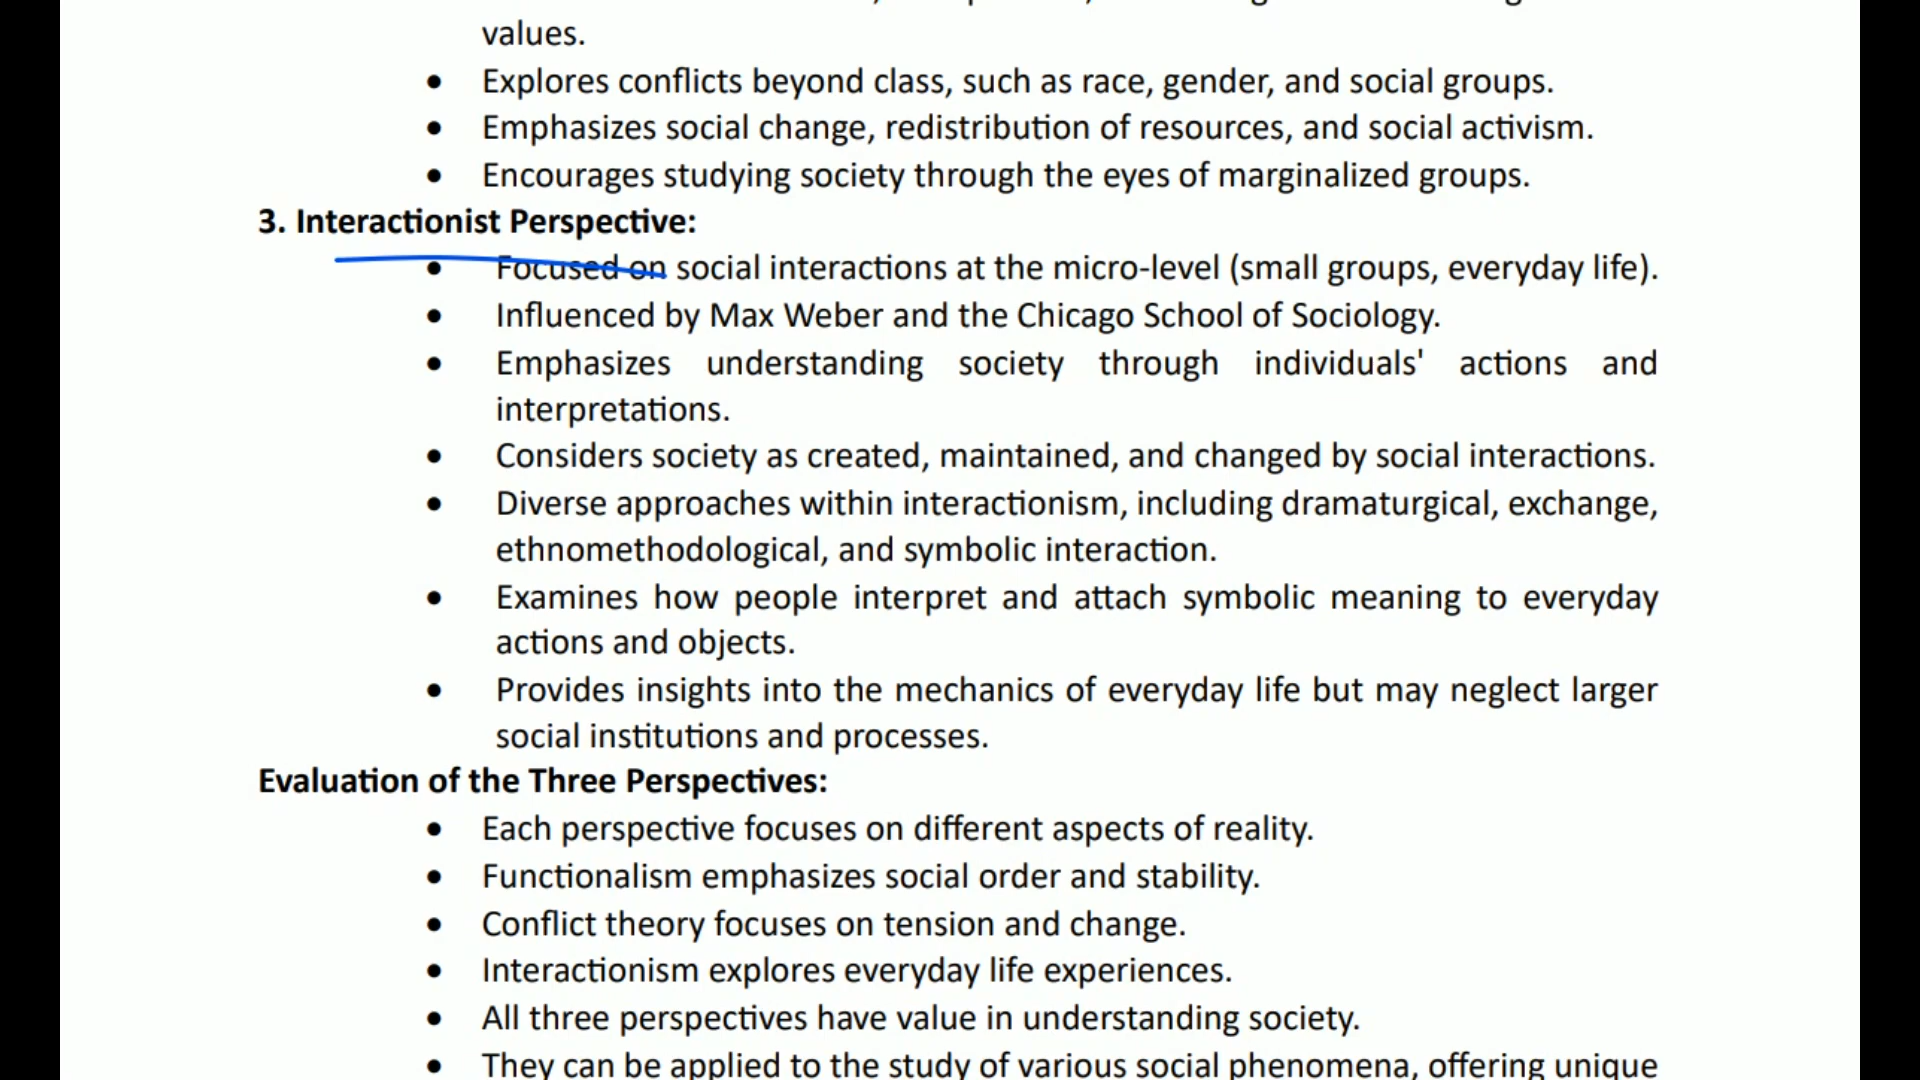 values.
• Explores conflicts beyond class, such as race, gender, and social groups.
• Emphasizes social change, redistribution of resources, and social activism.
• Encourages studying society through the eyes of marginalized groups.
3. Interactionist Perspective:
• Focused on social interactions at the micro-level (small groups, everyday life).
• Influenced by Max Weber and the Chicago School of Sociology.
• Emphasizes understanding society through individuals' actions and
interpretations.
• Considers society as created, maintained, and changed by social interactions.
• Diverse approaches within interactionism, including dramaturgical, exchange,
ethnomethodological, and symbolic interaction.
• Examines how people interpret and attach symbolic meaning to everyday
actions and objects.
• Provides insights into the mechanics of everyday life but may neglect larger
social institutions and processes.
Evaluation of the Three Perspectives:
• Each perspective focuses on different aspects of reality.
• Functionalism emphasizes social order and stability.
• Conflict theory focuses on tension and change.
• Interactionism explores everyday life experiences.
• All three perspectives have value in understanding society.
• They can be applied to the study of various social phenomena, offering unique